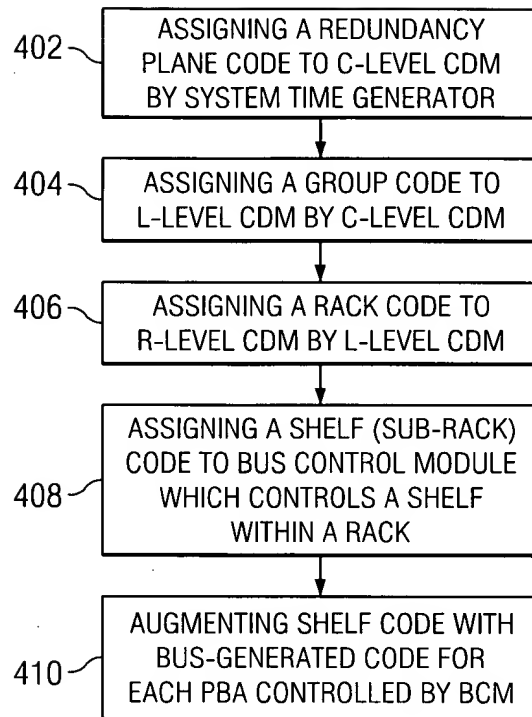 402
ASSIGNING A REDUNDANCY
PLANE CODE TO C-LEVEL CDM
BY SYSTEM TIME GENERATOR
404
ASSIGNING A GROUP CODE TO
L-LEVEL CDM BY C-LEVEL CDM
406
ASSIGNING A RACK CODE TO
R-LEVEL CDM BY L-LEVEL CDM
408
ASSIGNING A SHELF (SUB-RACK)
CODE TO BUS CONTROL MODULE
WHICH CONTROLS A SHELF
WITHIN A RACK
410
AUGMENTING SHELF CODE WITH
BUS-GENERATED CODE FOR
EACH PBA CONTROLLED BY BCM